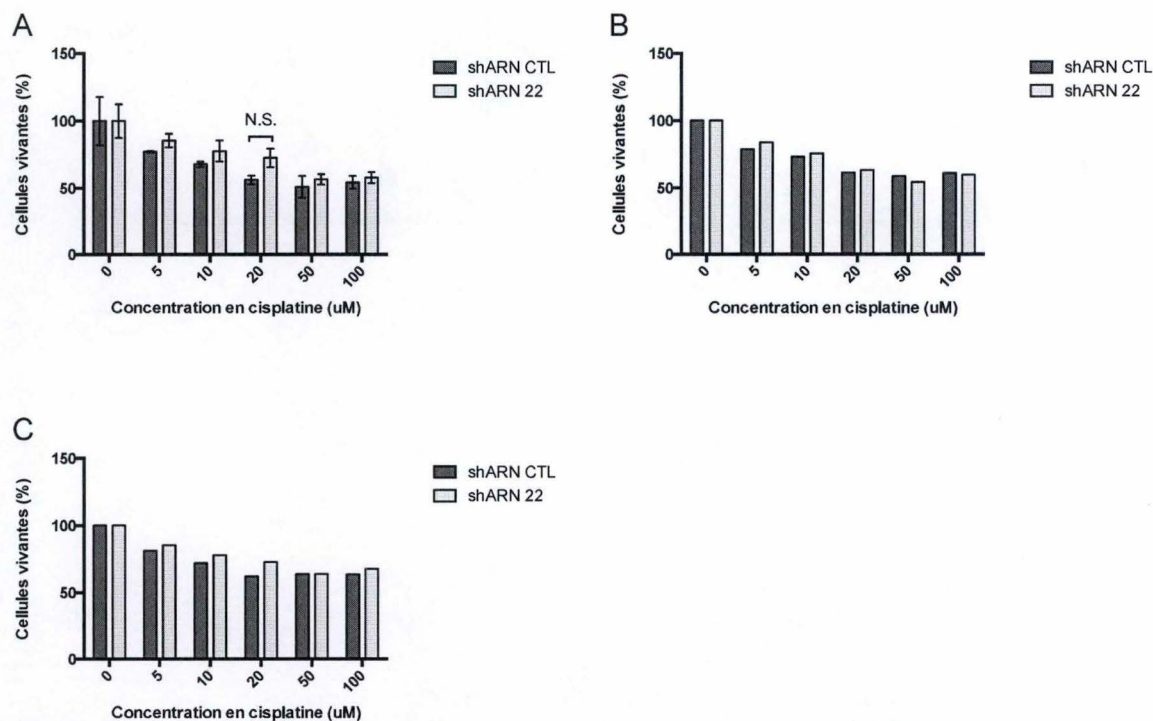 A
150
100
50
0
Cellules vivantes (%)
N.S.
0 5 10 20 50 100
Concentration en cisplatine (uM)
shARN CTL
shARN 22
B
150
100
50
0
Cellules vivantes (%)
0 5 10 20 50 100
Concentration en cisplatine (uM)
shARN CTL
shARN 22
C
150
100
50
0
Cellules vivantes (%)
0 5 10 20 50 100
Concentration en cisplatine (uM)
shARN CTL
shARN 22